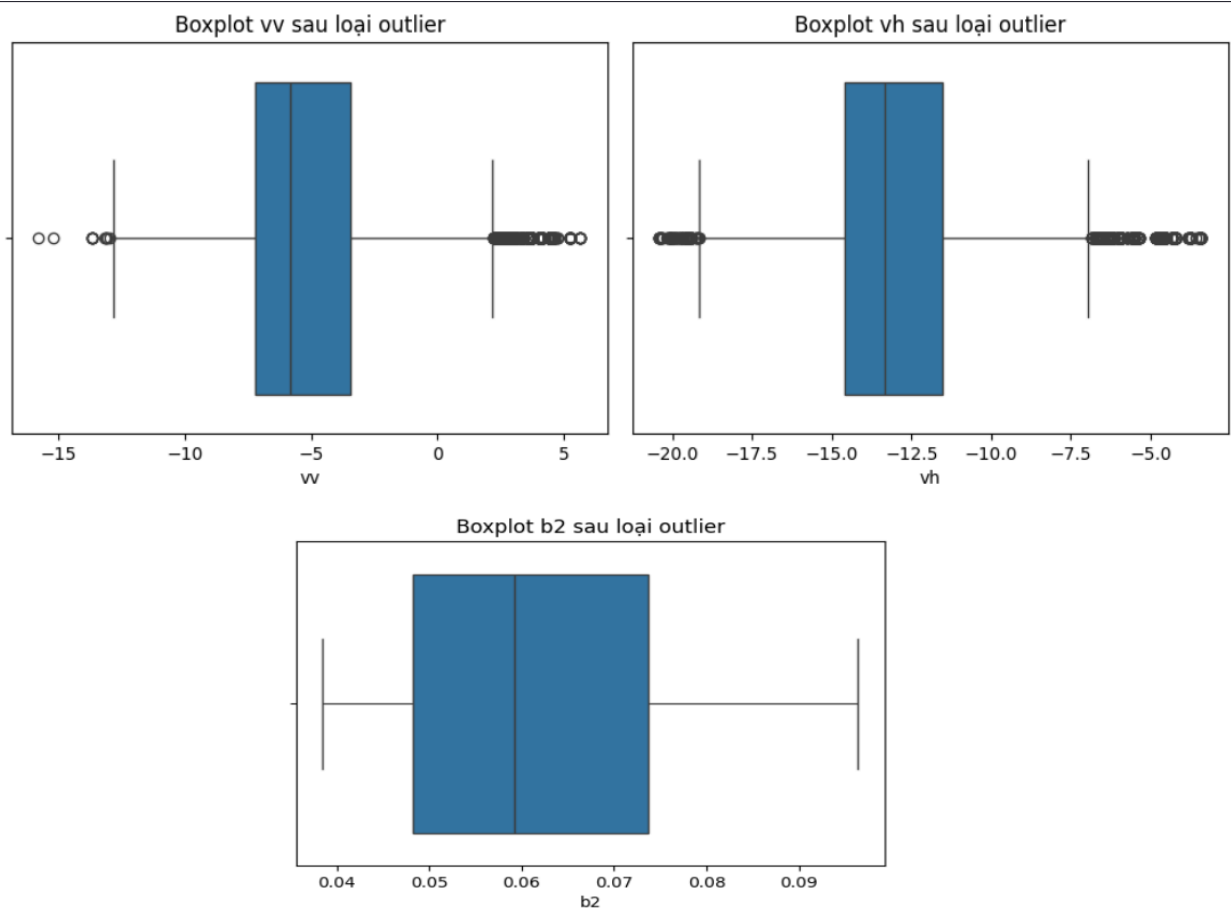 Boxplot vv sau loại outlier
−15 −10 −5 0 5
vv
Boxplot vh sau loại outlier
−20.0 −17.5 −15.0 −12.5 −10.0 −7.5 −5.0
vh
Boxplot b2 sau loại outlier
0.04 0.05 0.06 0.07 0.08 0.09
b2